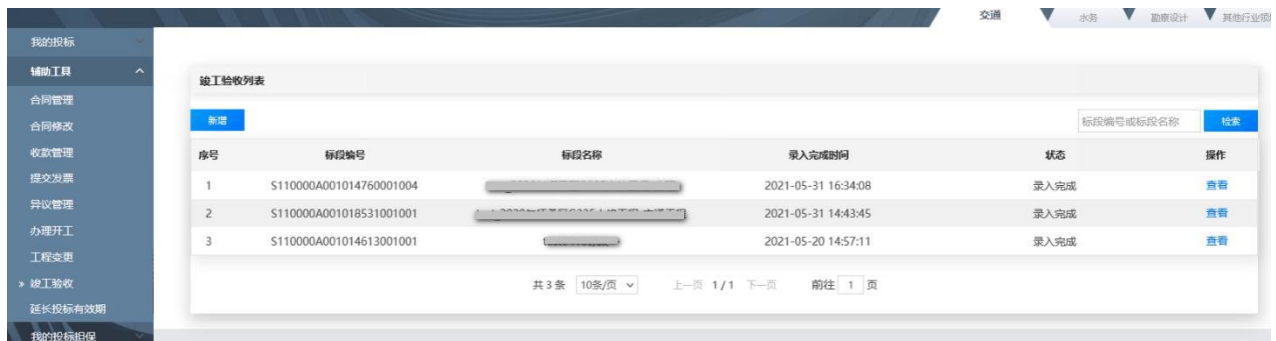 交通
水务
勘察设计
其他行业领
我的投标
辅助工具
合同管理
合同修改
收款管理
提交发票
异议管理
办理开工
工程变更
» 竣工验收
延长投标有效期
我的投标担保
竣工验收列表
新增
标段编号或标段名称 检索
序号 标段编号 标段名称 录入完成时间 状态 操作
1 S110000A001014760001004 2021-05-31 16:34:08 录入完成 查看
2 S110000A001018531001001 2021-05-31 14:43:45 录入完成 查看
3 S110000A001014613001001 2021-05-20 14:57:11 录入完成 查看
共 3 条 10条/页 上一页 1 / 1 下一页 前往 1 页